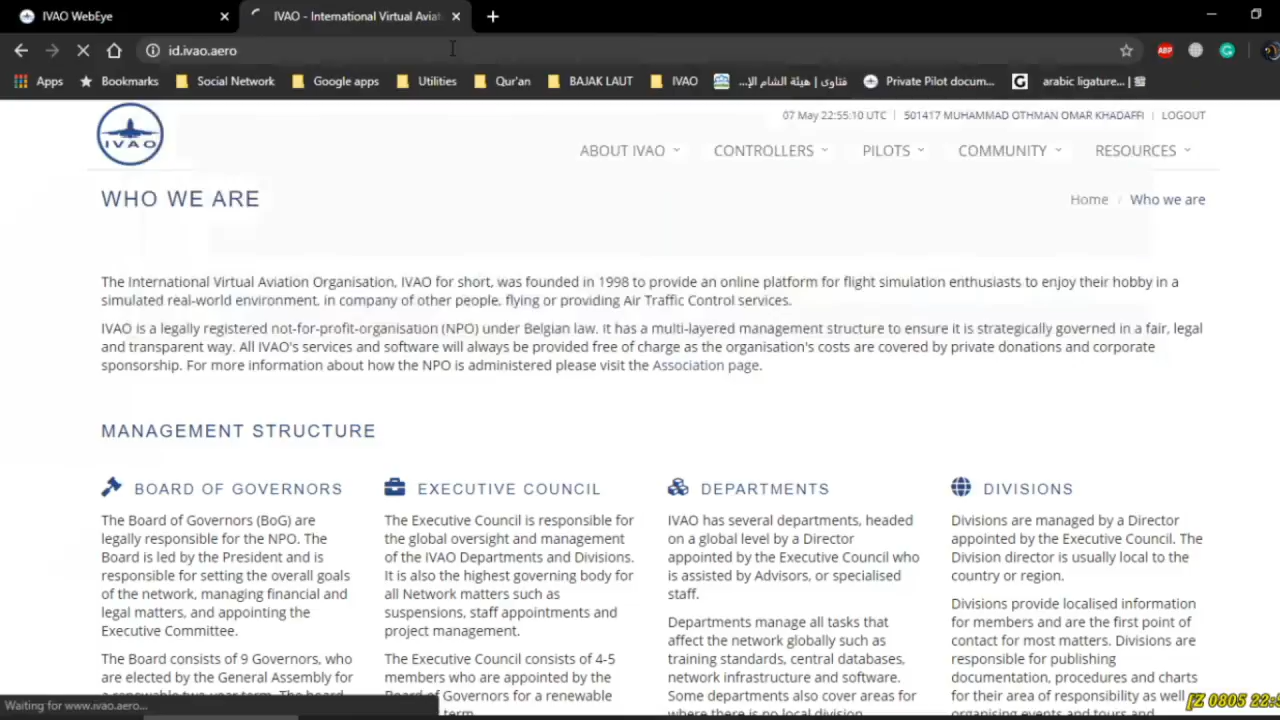 IVAO WebEye
IVAO - International Virtual Aviat
id.ivao.aero
Apps Bookmarks Social Network Google apps Utilities Qur'an BAJAK LAUT IVAO فتاوى | هيئة الشام الإ... Private Pilot docum... arabic ligature... |
07 May 22:55:10 UTC | 501417 MUHAMMAD OTHMAN OMAR KHADAFFI | LOGOUT
IVAO
ABOUT IVAO CONTROLLERS PILOTS COMMUNITY RESOURCES
WHO WE ARE
Home / Who we are
The International Virtual Aviation Organisation, IVAO for short, was founded in 1998 to provide an online platform for flight simulation enthusiasts to enjoy their hobby in a
simulated real-world environment, in company of other people, flying or providing Air Traffic Control services.
IVAO is a legally registered not-for-profit-organisation (NPO) under Belgian law. It has a multi-layered management structure to ensure it is strategically governed in a fair, legal
and transparent way. All IVAO's services and software will always be provided free of charge as the organisation's costs are covered by private donations and corporate
sponsorship. For more information about how the NPO is administered please visit the Association page.
MANAGEMENT STRUCTURE
BOARD OF GOVERNORS
The Board of Governors (BoG) are
legally responsible for the NPO. The
Board is led by the President and is
responsible for setting the overall goals
of the network, managing financial and
legal matters, and appointing the
Executive Committee.
The Board consists of 9 Governors, who
are elected by the General Assembly for
a renewable two-year term. The board
EXECUTIVE COUNCIL
The Executive Council is responsible for
the global oversight and management
of the IVAO Departments and Divisions.
It is also the highest governing body for
all Network matters such as
suspensions, staff appointments and
project management.
The Executive Council consists of 4-5
members who are appointed by the
Board of Governors for a renewable
term.
DEPARTMENTS
IVAO has several departments, headed
on a global level by a Director
appointed by the Executive Council who
is assisted by Advisors, or specialised
staff.
Departments manage all tasks that
affect the network globally such as
training standards, central databases,
network infrastructure and software.
Some departments also cover areas for
where there is no local division
DIVISIONS
Divisions are managed by a Director
appointed by the Executive Council. The
Division director is usually local to the
country or region.
Divisions provide localised information
for members and are the first point of
contact for most matters. Divisions are
responsible for publishing
documentation, procedures and charts
for their area of responsibility as well
organising events and tours and
Waiting for www.ivao.aero...
[Z 0805 22: